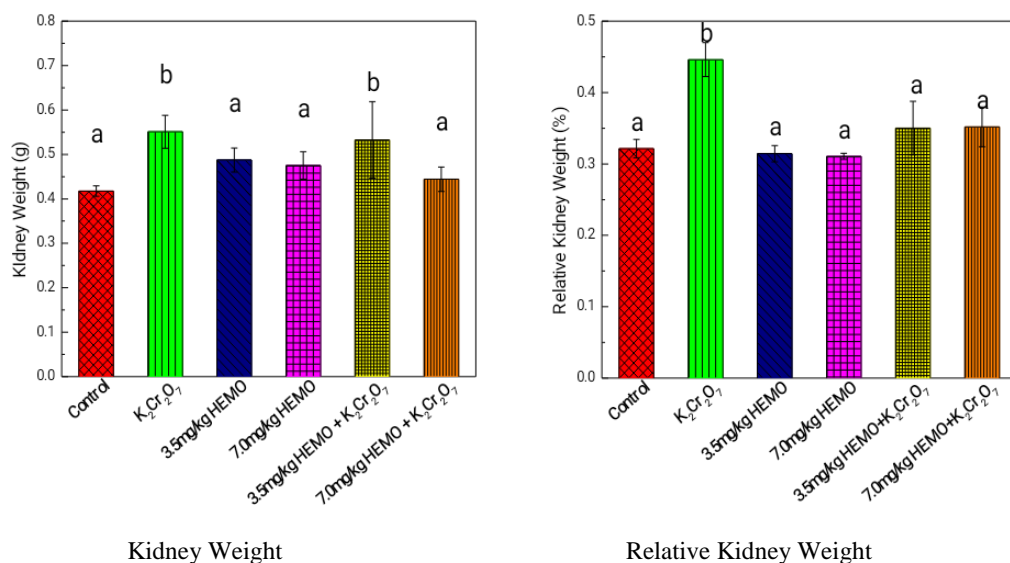 0.8
0.7
0.6
0.5
0.4
0.3
0.2
0.1
0.0
KIdney Weight (g)
a
b
a
a
b
a
Control
K₂Cr₂O₇
3.5mg/kg HEMO
7.0mg/kg HEMO
3.5mg/kg HEMO + K₂Cr₂O₇
7.0mg/kg HEMO + K₂Cr₂O₇
Kidney Weight
0.5
0.4
0.3
0.2
0.1
0.0
Relative Kidney Weight (%)
a
b
a
a
a
a
Control
K₂Cr₂O₇
3.5mg/kg HEMO
7.0mg/kg HEMO
3.5mg/kg HEMO+K₂Cr₂O₇
7.0mg/kg HEMO+K₂Cr₂O₇
Relative Kidney Weight